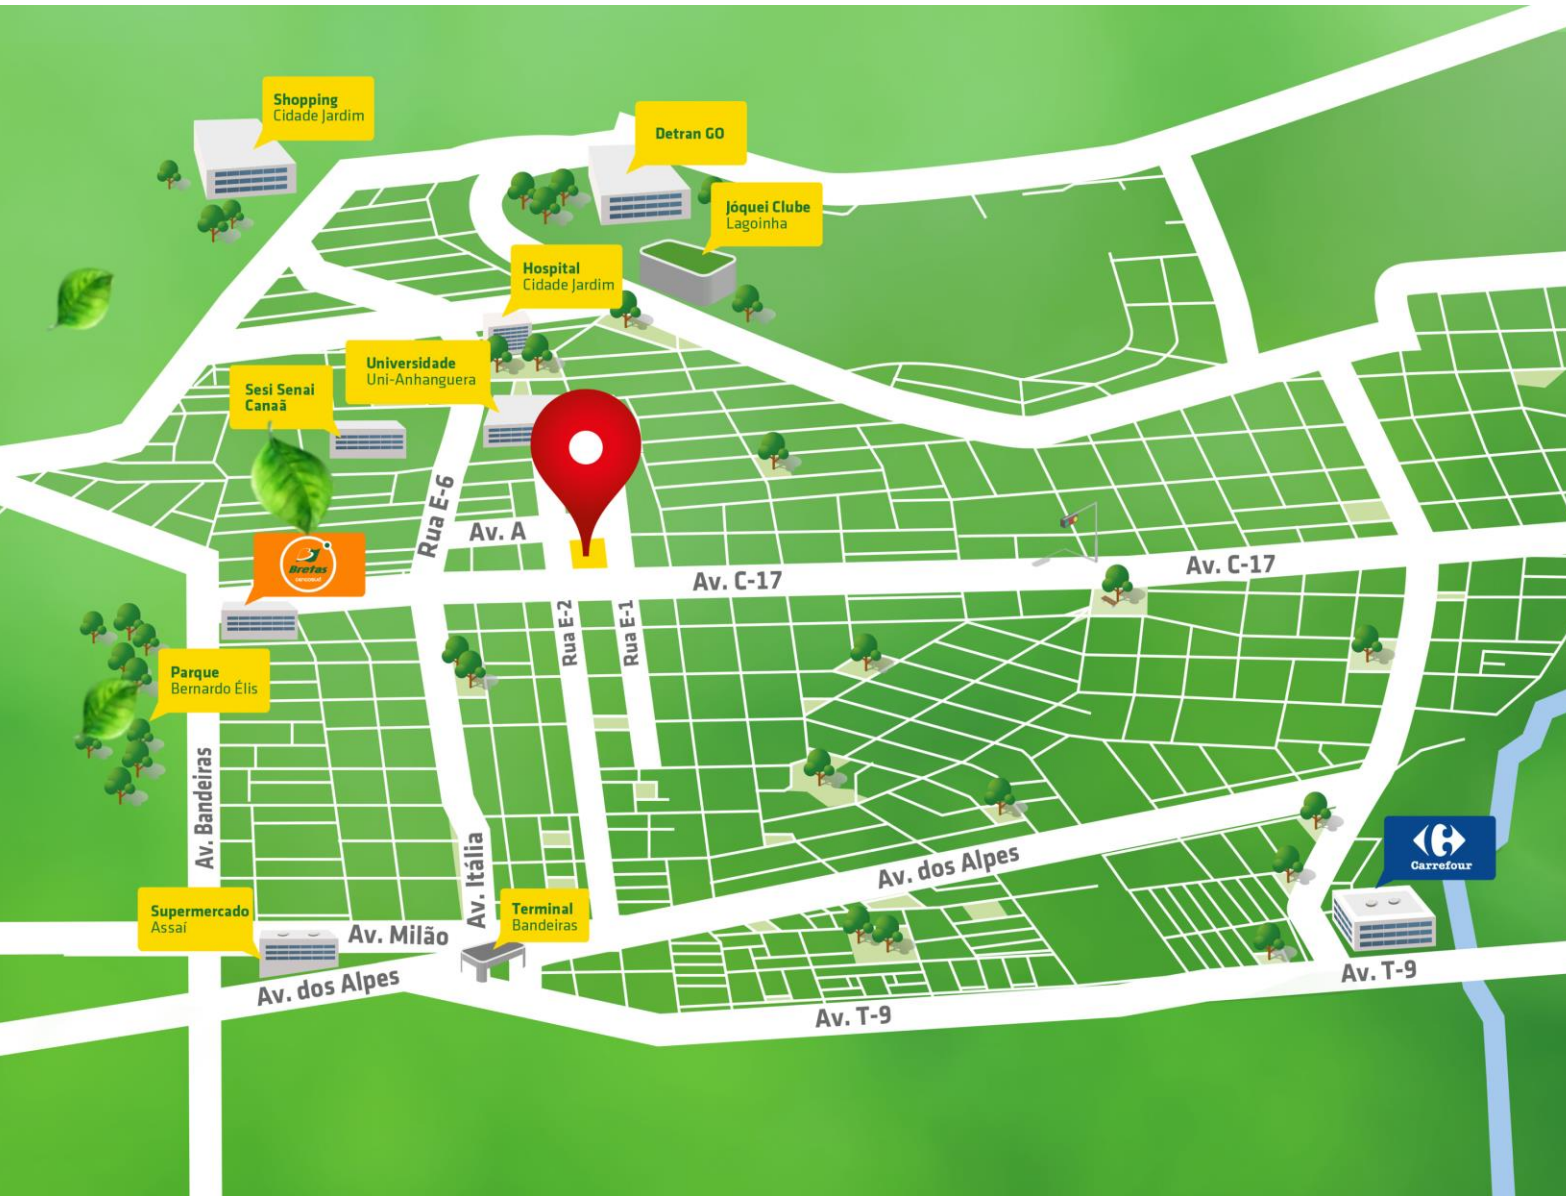 Shopping
Cidade Jardim
Detran GO
Jóquei Clube
Lagoinha
Hospital
Cidade Jardim
Universidade
Uni-Anhanguera
Sesi Senai
Canaã
Rua E-6
Av. A
Bretas
Av. C-17
Av. C-17
Rua E-2
Rua E-1
Parque
Bernardo Élis
Av. Bandeiras
Av. Itália
Av. dos Alpes
Carrefour
Supermercado
Assaí
Terminal
Bandeiras
Av. Milão
Av. dos Alpes
Av. T-9
Av. T-9